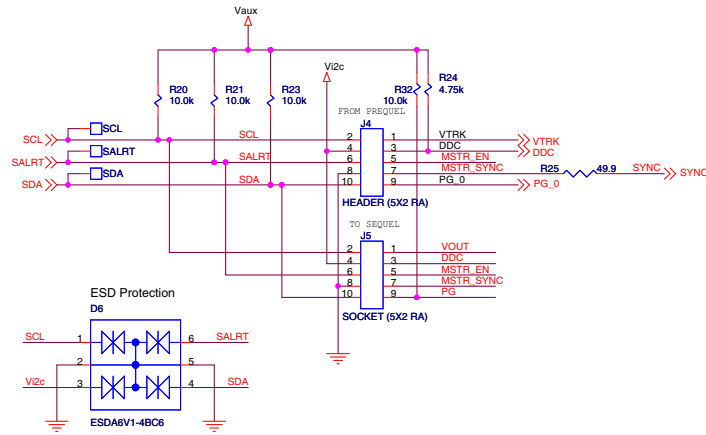 Vaux
Vi2c
R20
10.0k
R21
10.0k
R23
10.0k
R32
10.0k
R24
4.75k
FROM PREQUEL
J4
SCL
SCL
SCL
2
1
VTRK
VTRK
4
3
DDC
DDC
SALRT
SALRT
SALRT
6
5
MSTR_EN
8
7
MSTR_SYNC
R25
49.9
SYNC
SYNC
SDA
SDA
SDA
10
9
PG_0
PG_0
HEADER (5X2 RA)
TO SEQUEL
J5
2
1
VOUT
4
3
DDC
6
5
MSTR_EN
8
7
MSTR_SYNC
10
9
PG
SOCKET (5X2 RA)
ESD Protection
D6
SCL
1
6
SALRT
2
5
Vi2c
3
4
SDA
ESDA6V1-4BC6